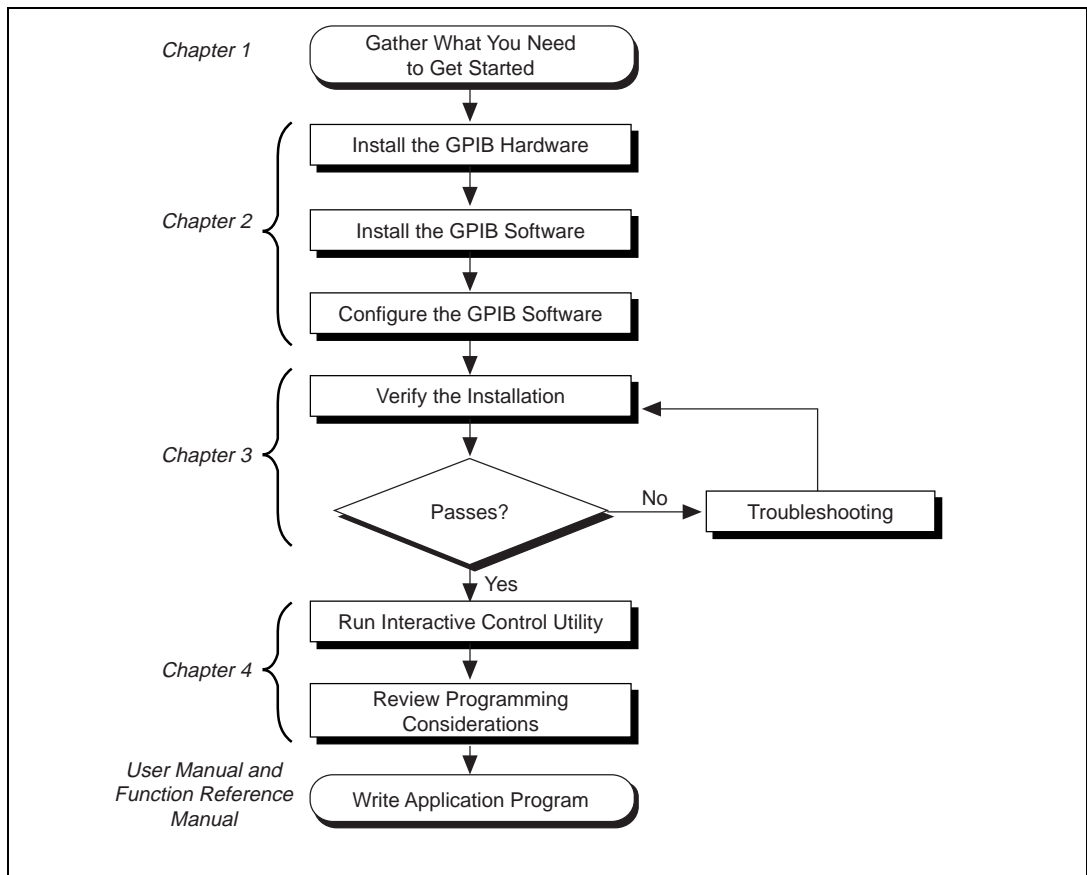 Chapter 1
Gather What You Need
to Get Started
Install the GPIB Hardware
Chapter 2
Install the GPIB Software
Configure the GPIB Software
Verify the Installation
Chapter 3
Passes?
No
Troubleshooting
Yes
Run Interactive Control Utility
Chapter 4
Review Programming
Considerations
User Manual and
Function Reference
Manual
Write Application Program